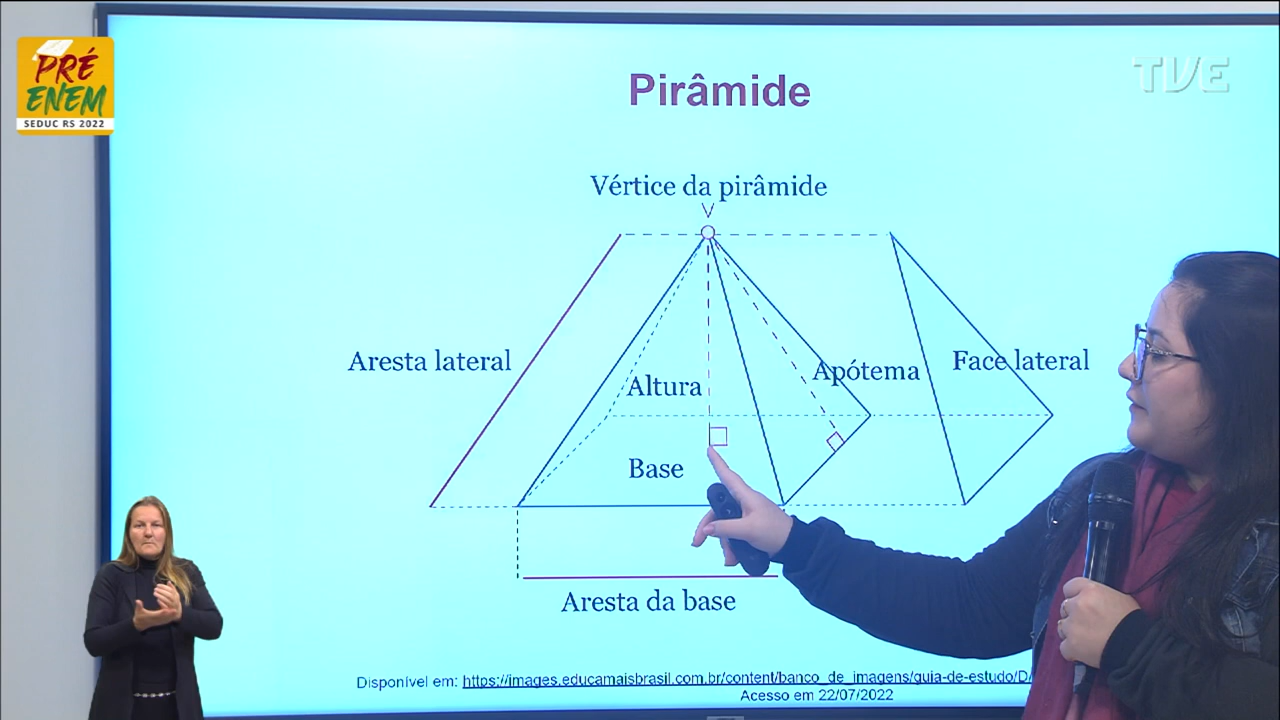 PRÉ
ENEM
SEDUC RS 2022
TVE
Pirâmide
Vértice da pirâmide
V
Aresta lateral
Altura
Apótema
Face lateral
Base
Aresta da base
Disponível em: https://images.educamaisbrasil.com.br/content/banco_de_imagens/guia-de-estudo/D/
Acesso em 22/07/2022